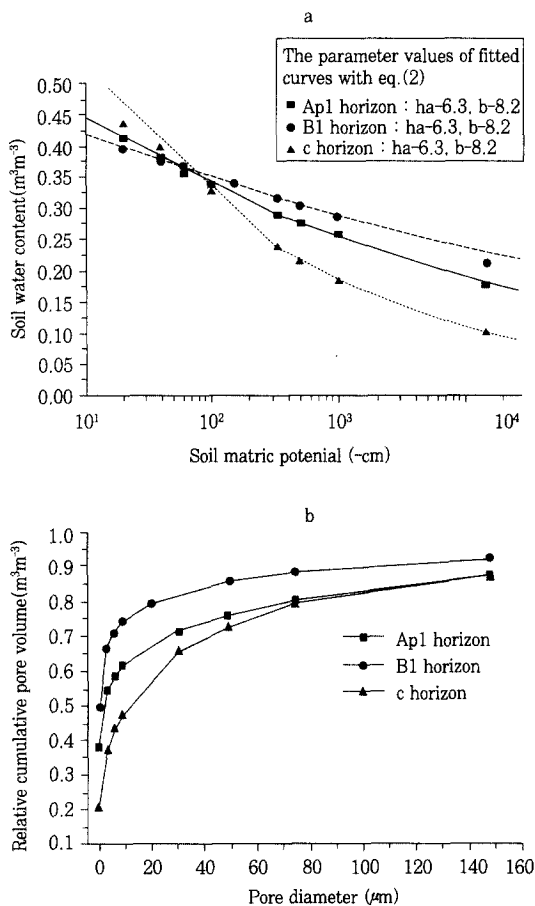 a
The parameter values of fitted
curves with eq.(2)
■ Ap1 horizon : ha-6.3, b-8.2
● B1 horizon : ha-6.3, b-8.2
▲ c horizon : ha-6.3, b-8.2
Soil water content(m³m⁻³)
0.50
0.45
0.40
0.35
0.30
0.25
0.20
0.15
0.10
0.05
0.00
10¹ 10² 10³ 10⁴
Soil matric potenial (-cm)
b
Relative cumulative pore volume(m³m⁻³)
1.0
0.9
0.8
0.7
0.6
0.5
0.4
0.3
0.2
0.1
■ Ap1 horizon
● B1 horizon
▲ c horizon
0 20 40 60 80 100 120 140 160
Pore diameter (μm)